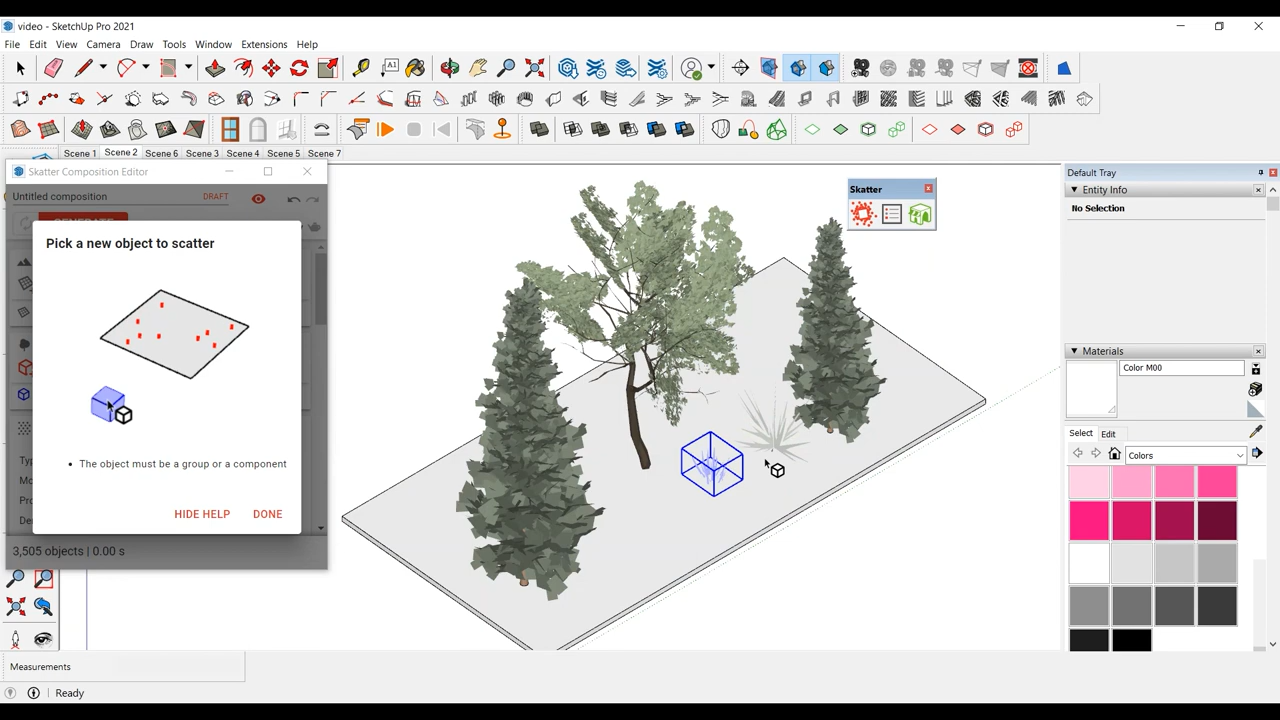 video - SketchUp Pro 2021
File Edit View Camera Draw Tools Window Extensions Help
A1
Scene 1 Scene 2 Scene 6 Scene 3 Scene 4 Scene 5 Scene 7
Skatter Composition Editor
Untitled composition DRAFT
GENERATE
Pick a new object to scatter
The object must be a group or a component
HIDE HELP DONE
3,505 objects | 0.00 s
Skatter
Default Tray
Entity Info
No Selection
Materials
Color M00
Select Edit
Colors
Measurements
Ready